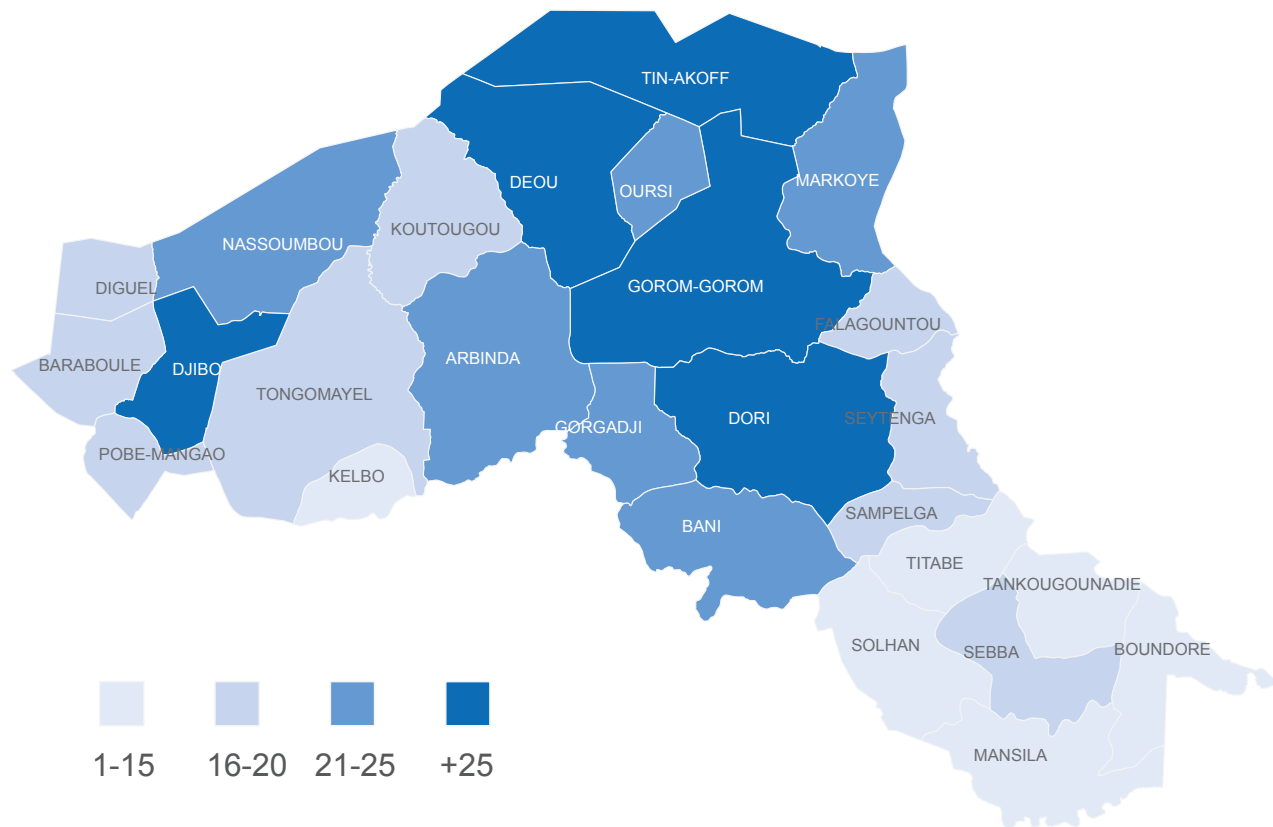 TIN-AKOFF
DEOU
OURSI
MARKOYE
KOUTOUGOU
NASSOUMBOU
DIGUEL
GOROM-GOROM
FALAGOUNTOU
BARABOULE
DJIBO
ARBINDA
TONGOMAYEL
GORGADJI
DORI
SEYTENGA
POBE-MANGAO
KELBO
SAMPELGA
BANI
TITABE
TANKOUGOUNADIE
SOLHAN
SEBBA
BOUNDORE
MANSILA
1-15
16-20
21-25
+25